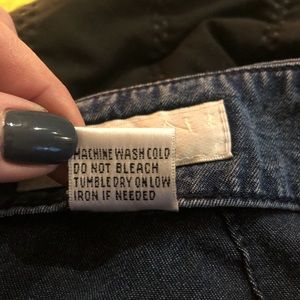 MACHINE WASH COLD
DO NOT BLEACH
TUMBLE DRY ON LOW
IRON IF NEEDED